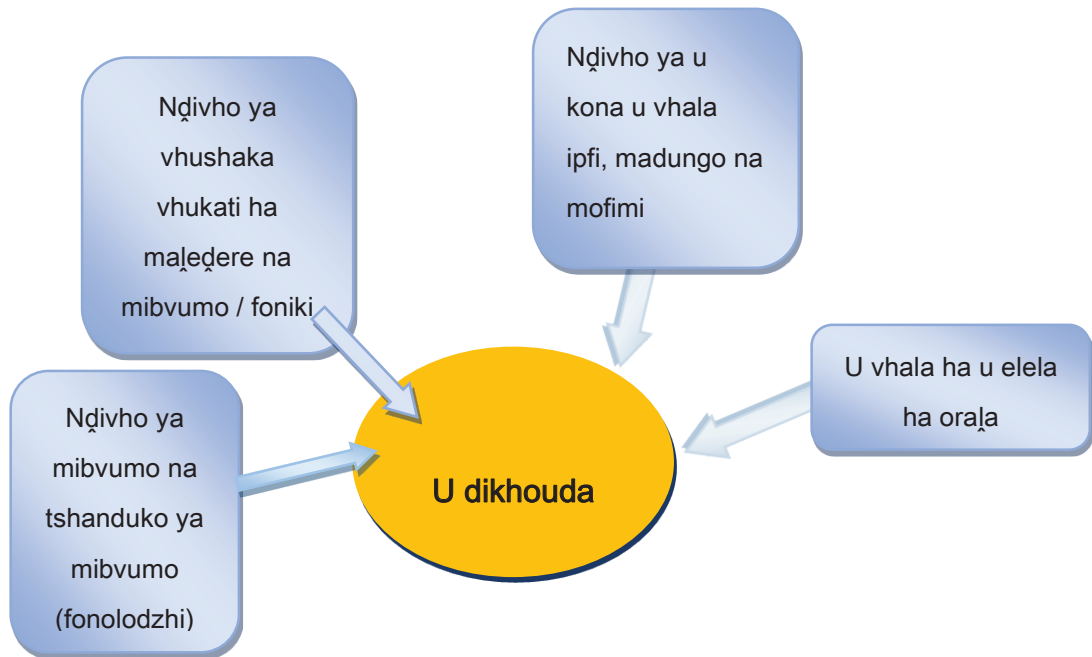 Nḓivho ya
vhushaka
vhukati ha
maḽeḓere na
mibvumo / foniki
Nḓivho ya u
kona u vhala
ipfi, madungo na
mofimi
U vhala ha u elela
ha oraḽa
Nḓivho ya
mibvumo na
tshanduko ya
mibvumo
(fonolodzhi)
U dikhouda